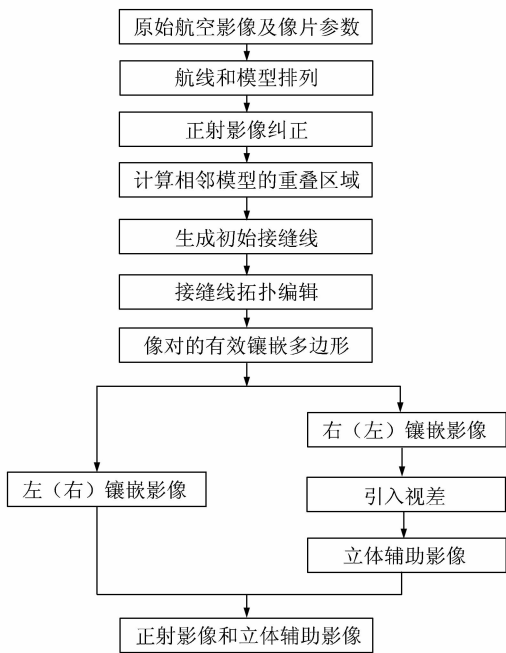 原始航空影像及像片参数
航线和模型排列
正射影像纠正
计算相邻模型的重叠区域
生成初始接缝线
接缝线拓扑编辑
像对的有效镶嵌多边形
右（左）镶嵌影像
左（右）镶嵌影像
引入视差
立体辅助影像
正射影像和立体辅助影像